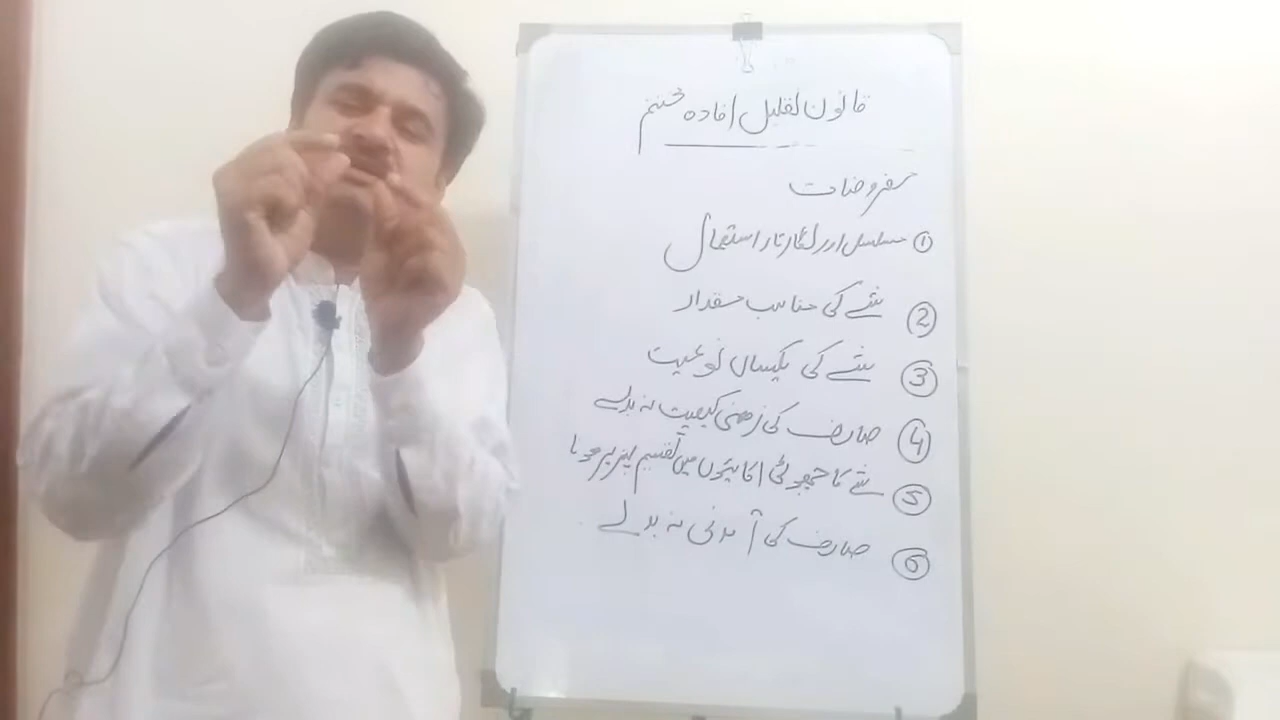 قانون تقلیل افادہ مختتم
مفروضات
① مسلسل اور لگارتار استعمال
② شے کی مناسب مقدار
③ شے کی یکساں نوعیت
④ صارف کی ذہنی کیفیت نہ بدلے
⑤ شے کا چھوٹی اکائیوں میں تقسیم پذیر ہونا
⑥ صارف کی آمدنی نہ بدلے